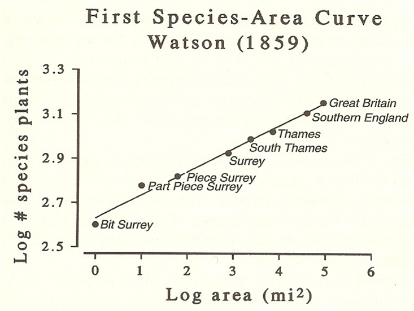 First Species-Area Curve
Watson (1859)
Log # species plants
3.3
3.1
2.9
2.7
2.5
Great Britain
Southern England
Thames
South Thames
Surrey
Piece Surrey
Part Piece Surrey
Bit Surrey
0 1 2 3 4 5 6
Log area (mi²)